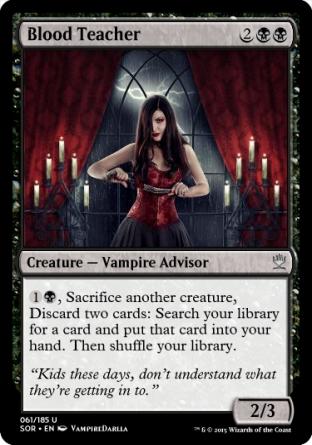 Blood Teacher 2
Creature — Vampire Advisor
1, Sacrifice another creature,
Discard two cards: Search your library
for a card and put that card into your
hand. Then shuffle your library.
“Kids these days, don’t understand what
they’re getting in to.”
2/3
061/185 U
SOR • EN VampireDarlla
™ & © 2015 Wizards of the Coast